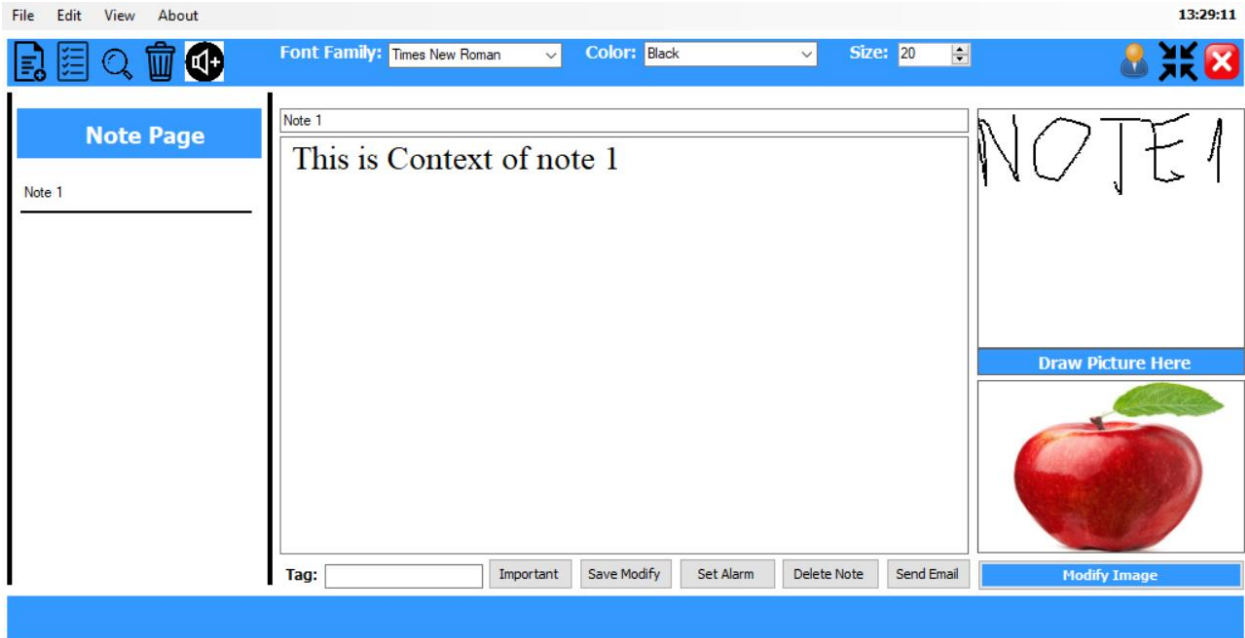 File Edit View About 13:29:11
Font Family: Times New Roman Color: Black Size: 20
Note Page
Note 1
Note 1
This is Context of note 1
NOTE1
Draw Picture Here
Tag: Important Save Modify Set Alarm Delete Note Send Email
Modify Image